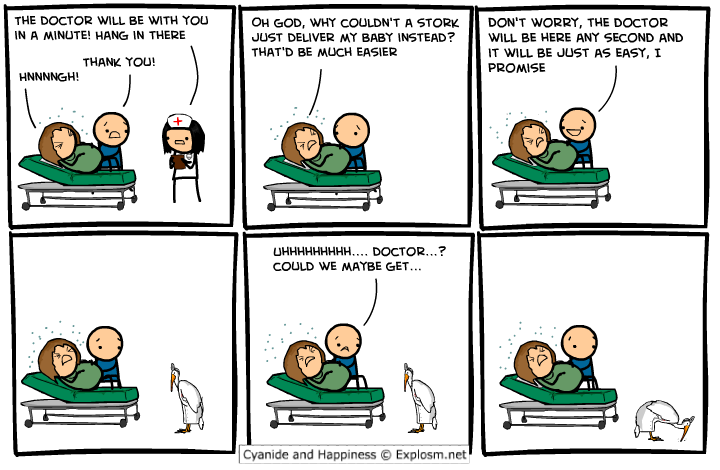 THE DOCTOR WILL BE WITH YOU
IN A MINUTE! HANG IN THERE
THANK YOU!
HNNNNGH!
OH GOD, WHY COULDN'T A STORK
JUST DELIVER MY BABY INSTEAD?
THAT'D BE MUCH EASIER
DON'T WORRY, THE DOCTOR
WILL BE HERE ANY SECOND AND
IT WILL BE JUST AS EASY, I
PROMISE
UHHHHHHHHH.... DOCTOR...?
COULD WE MAYBE GET...
Cyanide and Happiness © Explosm.net